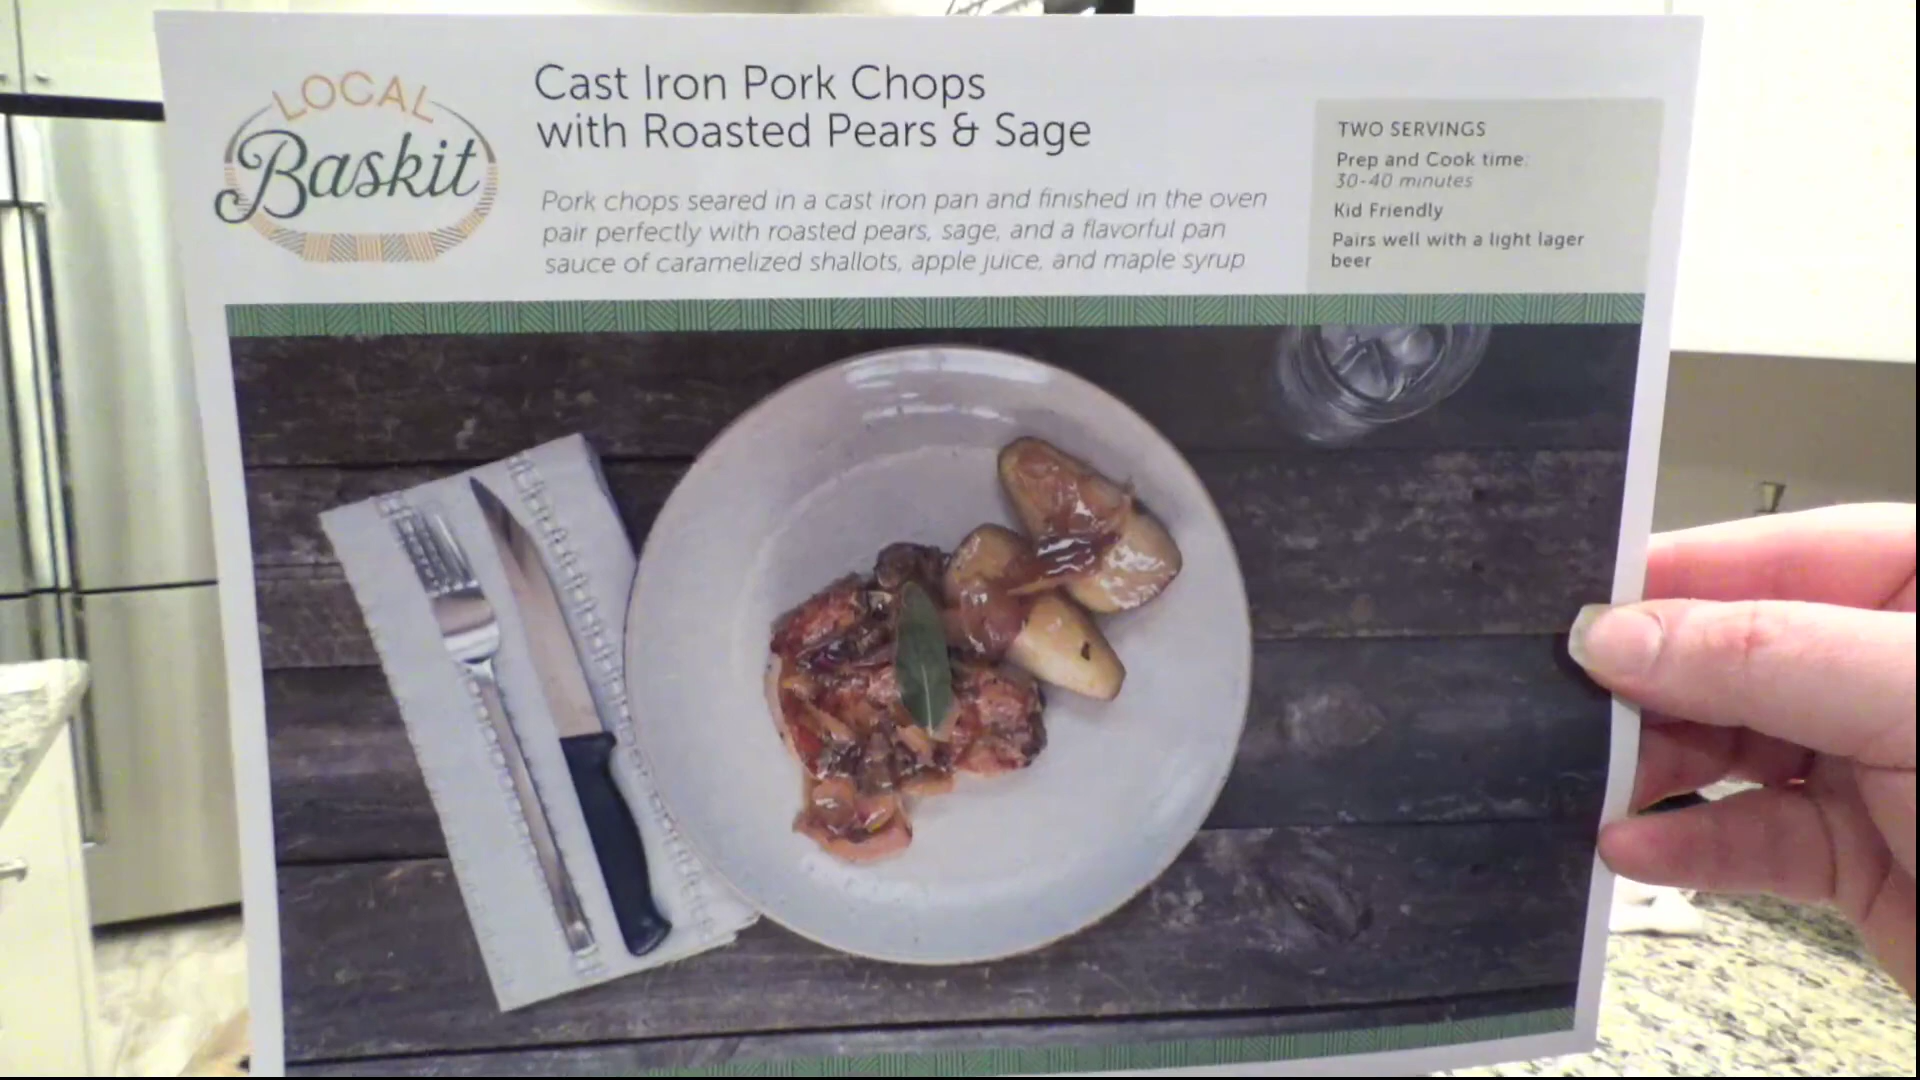 LOCAL
Baskit
Cast Iron Pork Chops
with Roasted Pears & Sage
Pork chops seared in a cast iron pan and finished in the oven
pair perfectly with roasted pears, sage, and a flavorful pan
sauce of caramelized shallots, apple juice, and maple syrup
TWO SERVINGS
Prep and Cook time:
30-40 minutes
Kid Friendly
Pairs well with a light lager
beer